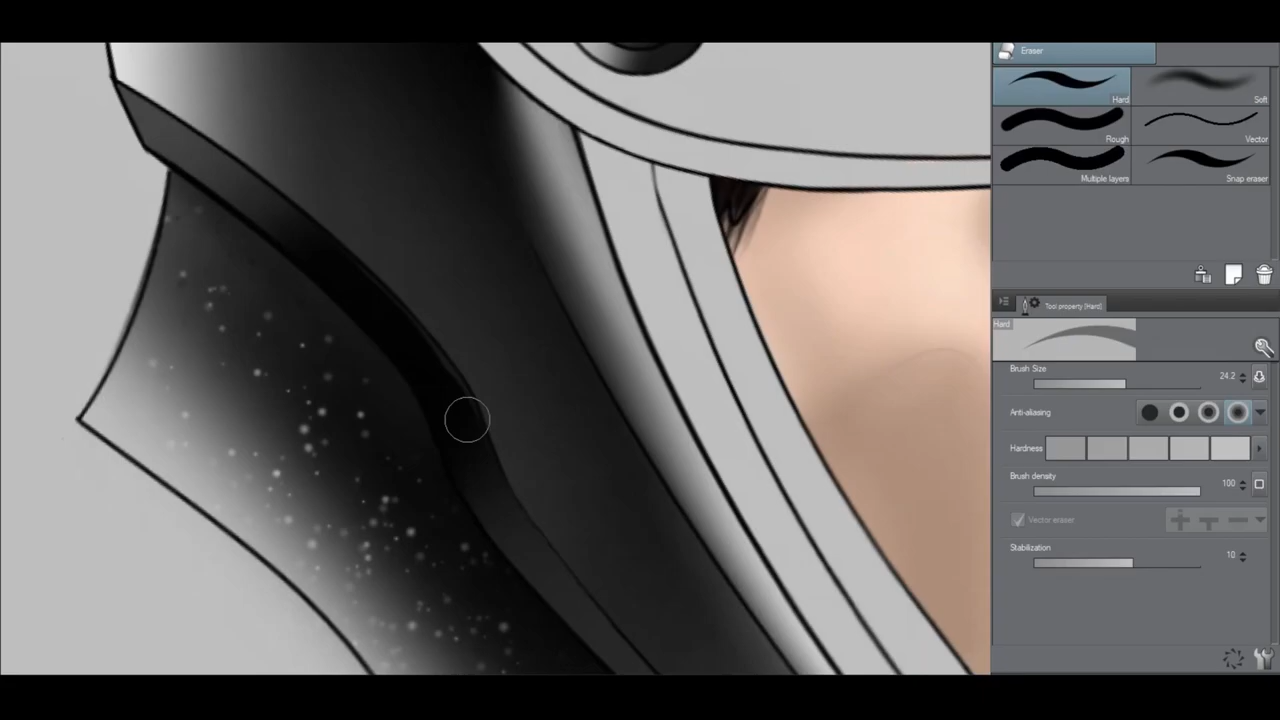 Eraser
Hard
Soft
Rough
Vector
Multiple layers
Snap eraser
Tool property [Hard]
Hard
Brush Size
24.2
Anti-aliasing
Hardness
Brush density
100
Vector eraser
Stabilization
10